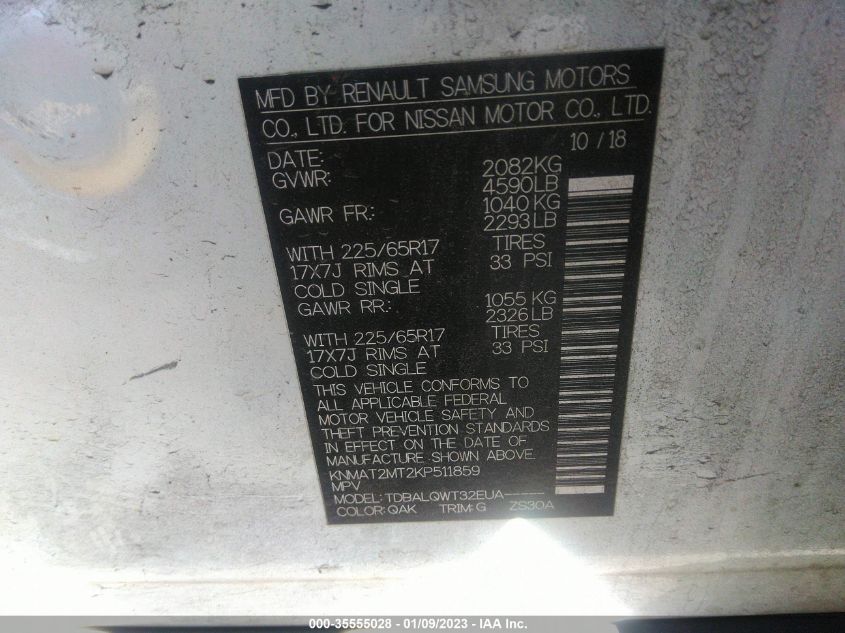 MFD BY RENAULT SAMSUNG MOTORS
CO., LTD. FOR NISSAN MOTOR CO., LTD.
DATE: 10 / 18
GVWR: 2082KG
4590LB
GAWR FR.: 1040 KG
2293 LB
WITH 225/65R17 TIRES
17X7J RIMS AT 33 PSI
COLD SINGLE
GAWR RR.: 1055 KG
2326 LB
WITH 225/65R17 TIRES
17X7J RIMS AT 33 PSI
COLD SINGLE
THIS VEHICLE CONFORMS TO
ALL APPLICABLE FEDERAL
MOTOR VEHICLE SAFETY AND
THEFT PREVENTION STANDARDS
IN EFFECT ON THE DATE OF
MANUFACTURE SHOWN ABOVE.
KNMAT2MT2KP511859
MPV
MODEL: TDBALQWT32EUA-----
COLOR: QAK TRIM: G ZS30A
000-35555028 - 01/09/2023 - IAA Inc.